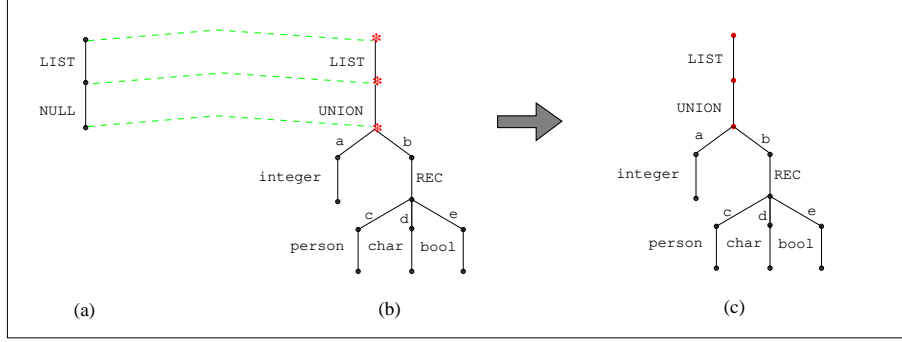 LIST LIST LIST
NULL UNION UNION
a b a b
integer REC integer REC
c d e c d e
person char bool person char bool
(a) (b) (c)